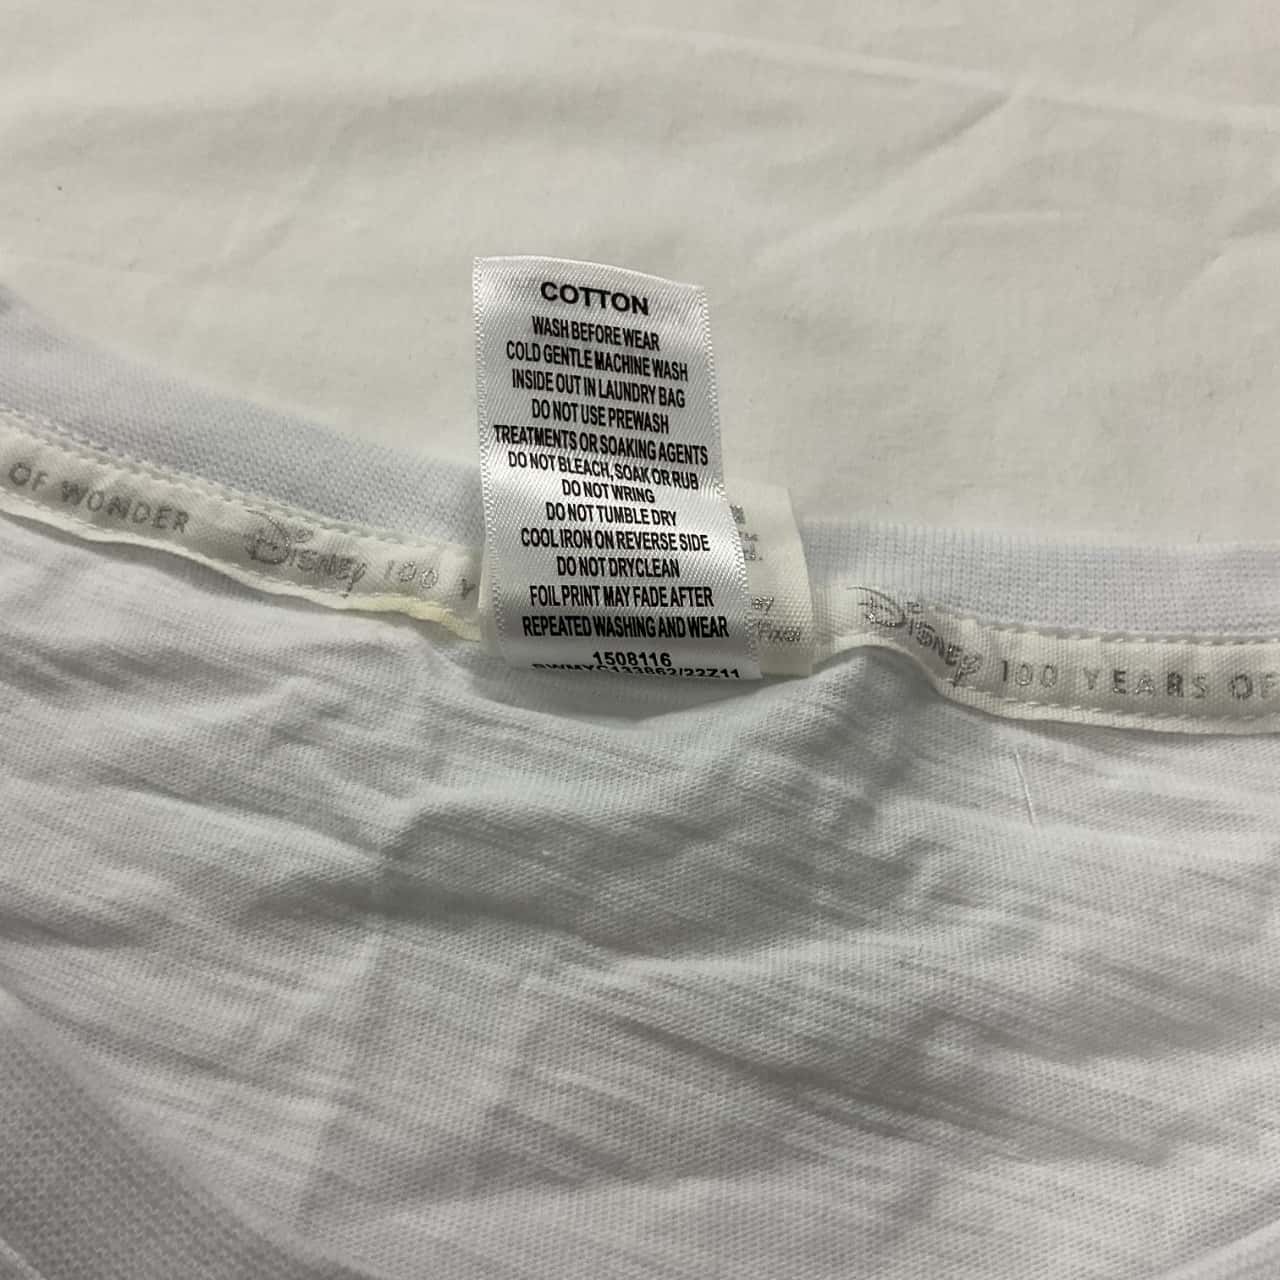 COTTON
WASH BEFORE WEAR
COLD GENTLE MACHINE WASH
INSIDE OUT IN LAUNDRY BAG
DO NOT USE PREWASH
TREATMENTS OR SOAKING AGENTS
DO NOT BLEACH, SOAK OR RUB
DO NOT WRING
DO NOT TUMBLE DRY
COOL IRON ON REVERSE SIDE
DO NOT DRYCLEAN
FOIL PRINT MAY FADE AFTER
REPEATED WASHING AND WEAR
1508116
OF WONDER Disney 100 Y
Disney 100 YEARS OF